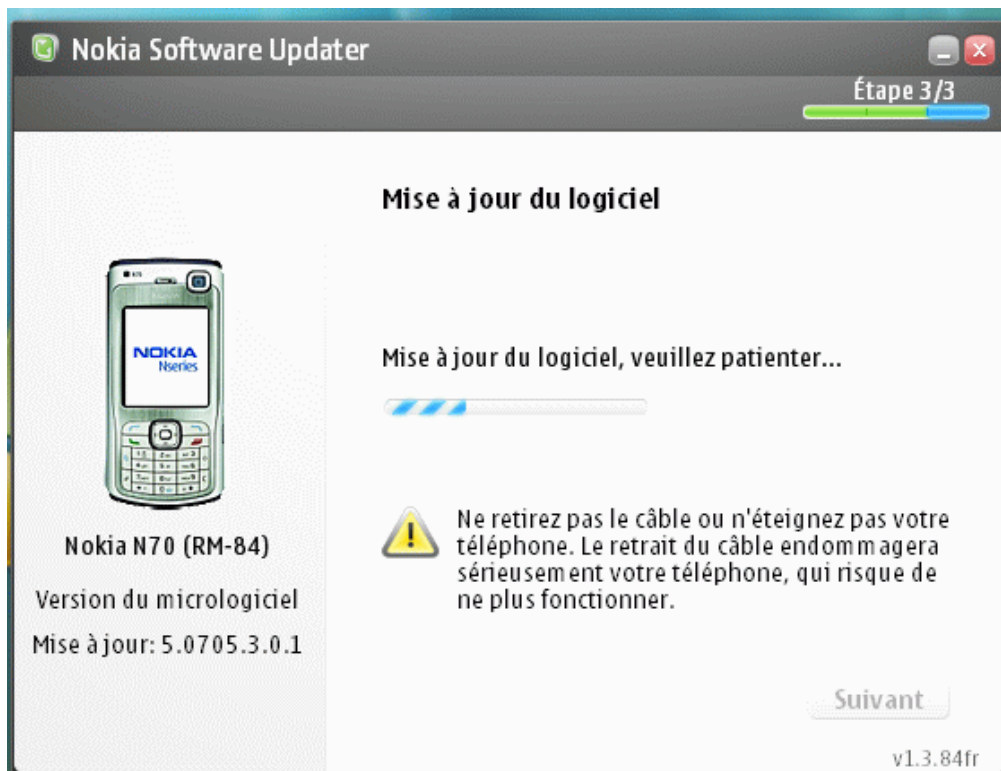 Nokia Software Updater
Étape 3/3
Mise à jour du logiciel
Mise à jour du logiciel, veuillez patienter...
NOKIA
Nseries
Ne retirez pas le câble ou n'éteignez pas votre
téléphone. Le retrait du câble endommagera
sérieusement votre téléphone, qui risque de
ne plus fonctionner.
Nokia N70 (RM-84)
Version du micrologiciel
Mise à jour: 5.0705.3.0.1
Suivant
v1.3.84fr